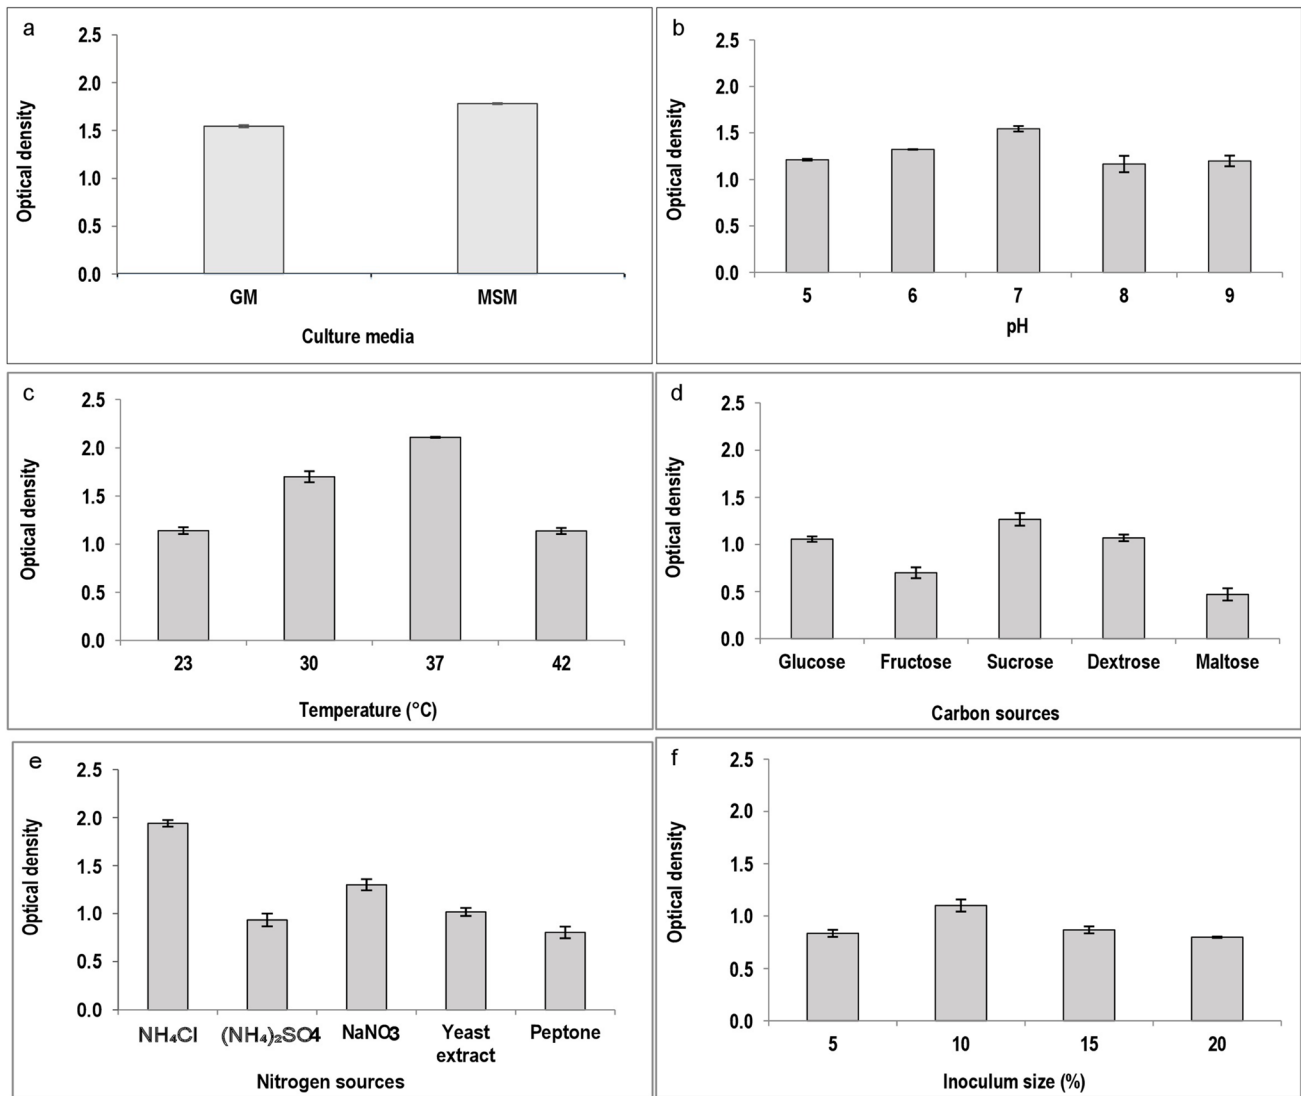 a
2.5
2.0
1.5
1.0
0.5
0.0
Optical density
GM MSM
Culture media
b
2.5
2.0
1.5
1.0
0.5
0.0
Optical density
5 6 7 8 9
pH
c
2.5
2.0
1.5
1.0
0.5
0.0
Optical density
23 30 37 42
Temperature (°C)
d
2.5
2.0
1.5
1.0
0.5
0.0
Optical density
Glucose Fructose Sucrose Dextrose Maltose
Carbon sources
e
2.5
2.0
1.5
1.0
0.5
0.0
Optical density
NH₄Cl (NH₄)₂SO4 NaNO3 Yeast Peptone
extract
Nitrogen sources
f
2.5
2.0
1.5
1.0
0.5
0.0
Optical density
5 10 15 20
Inoculum size (%)